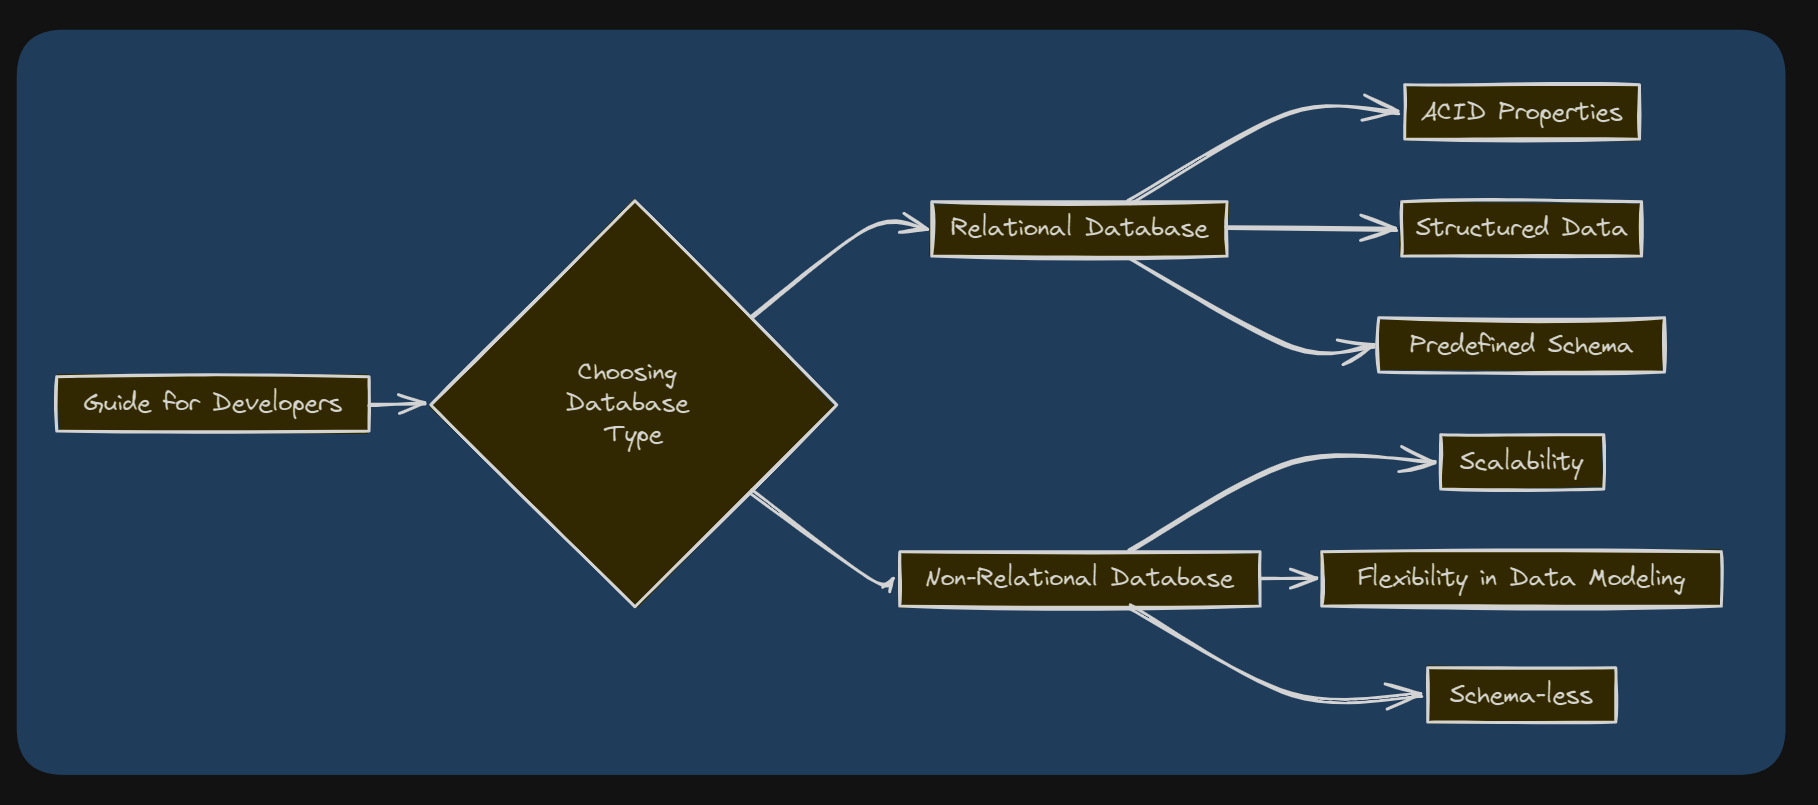 Guide for Developers
Choosing
Database
Type
Relational Database
ACID Properties
Structured Data
Predefined Schema
Non-Relational Database
Scalability
Flexibility in Data Modeling
Schema-less